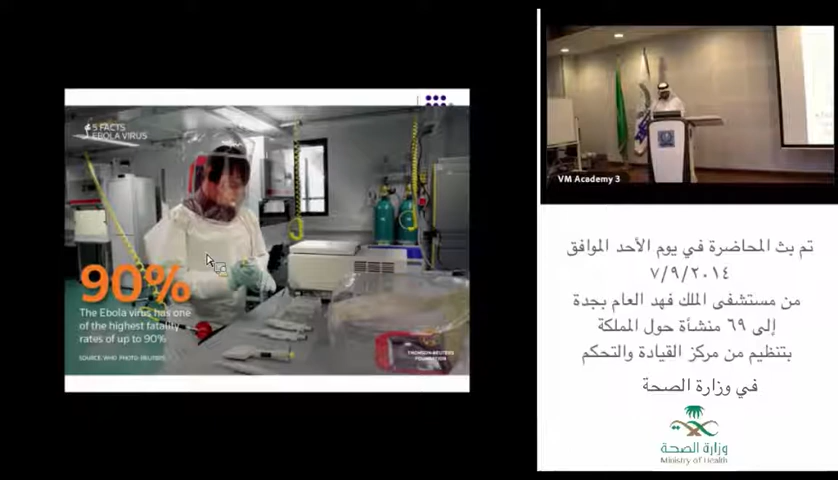 5 FACTS
EBOLA VIRUS
90%
The Ebola virus has one
of the highest fatality
rates of up to 90%
SOURCE: WHO PHOTO: REUTERS
THOMSON REUTERS
FOUNDATION
VM Academy 3
تم بث المحاضرة في يوم الأحد الموافق
٧/٩/٢٠١٤
من مستشفى الملك فهد العام بجدة
إلى ٦٩ منشأة حول المملكة
بتنظيم من مركز القيادة والتحكم
في وزارة الصحة
وزارة الصحة
Ministry of Health